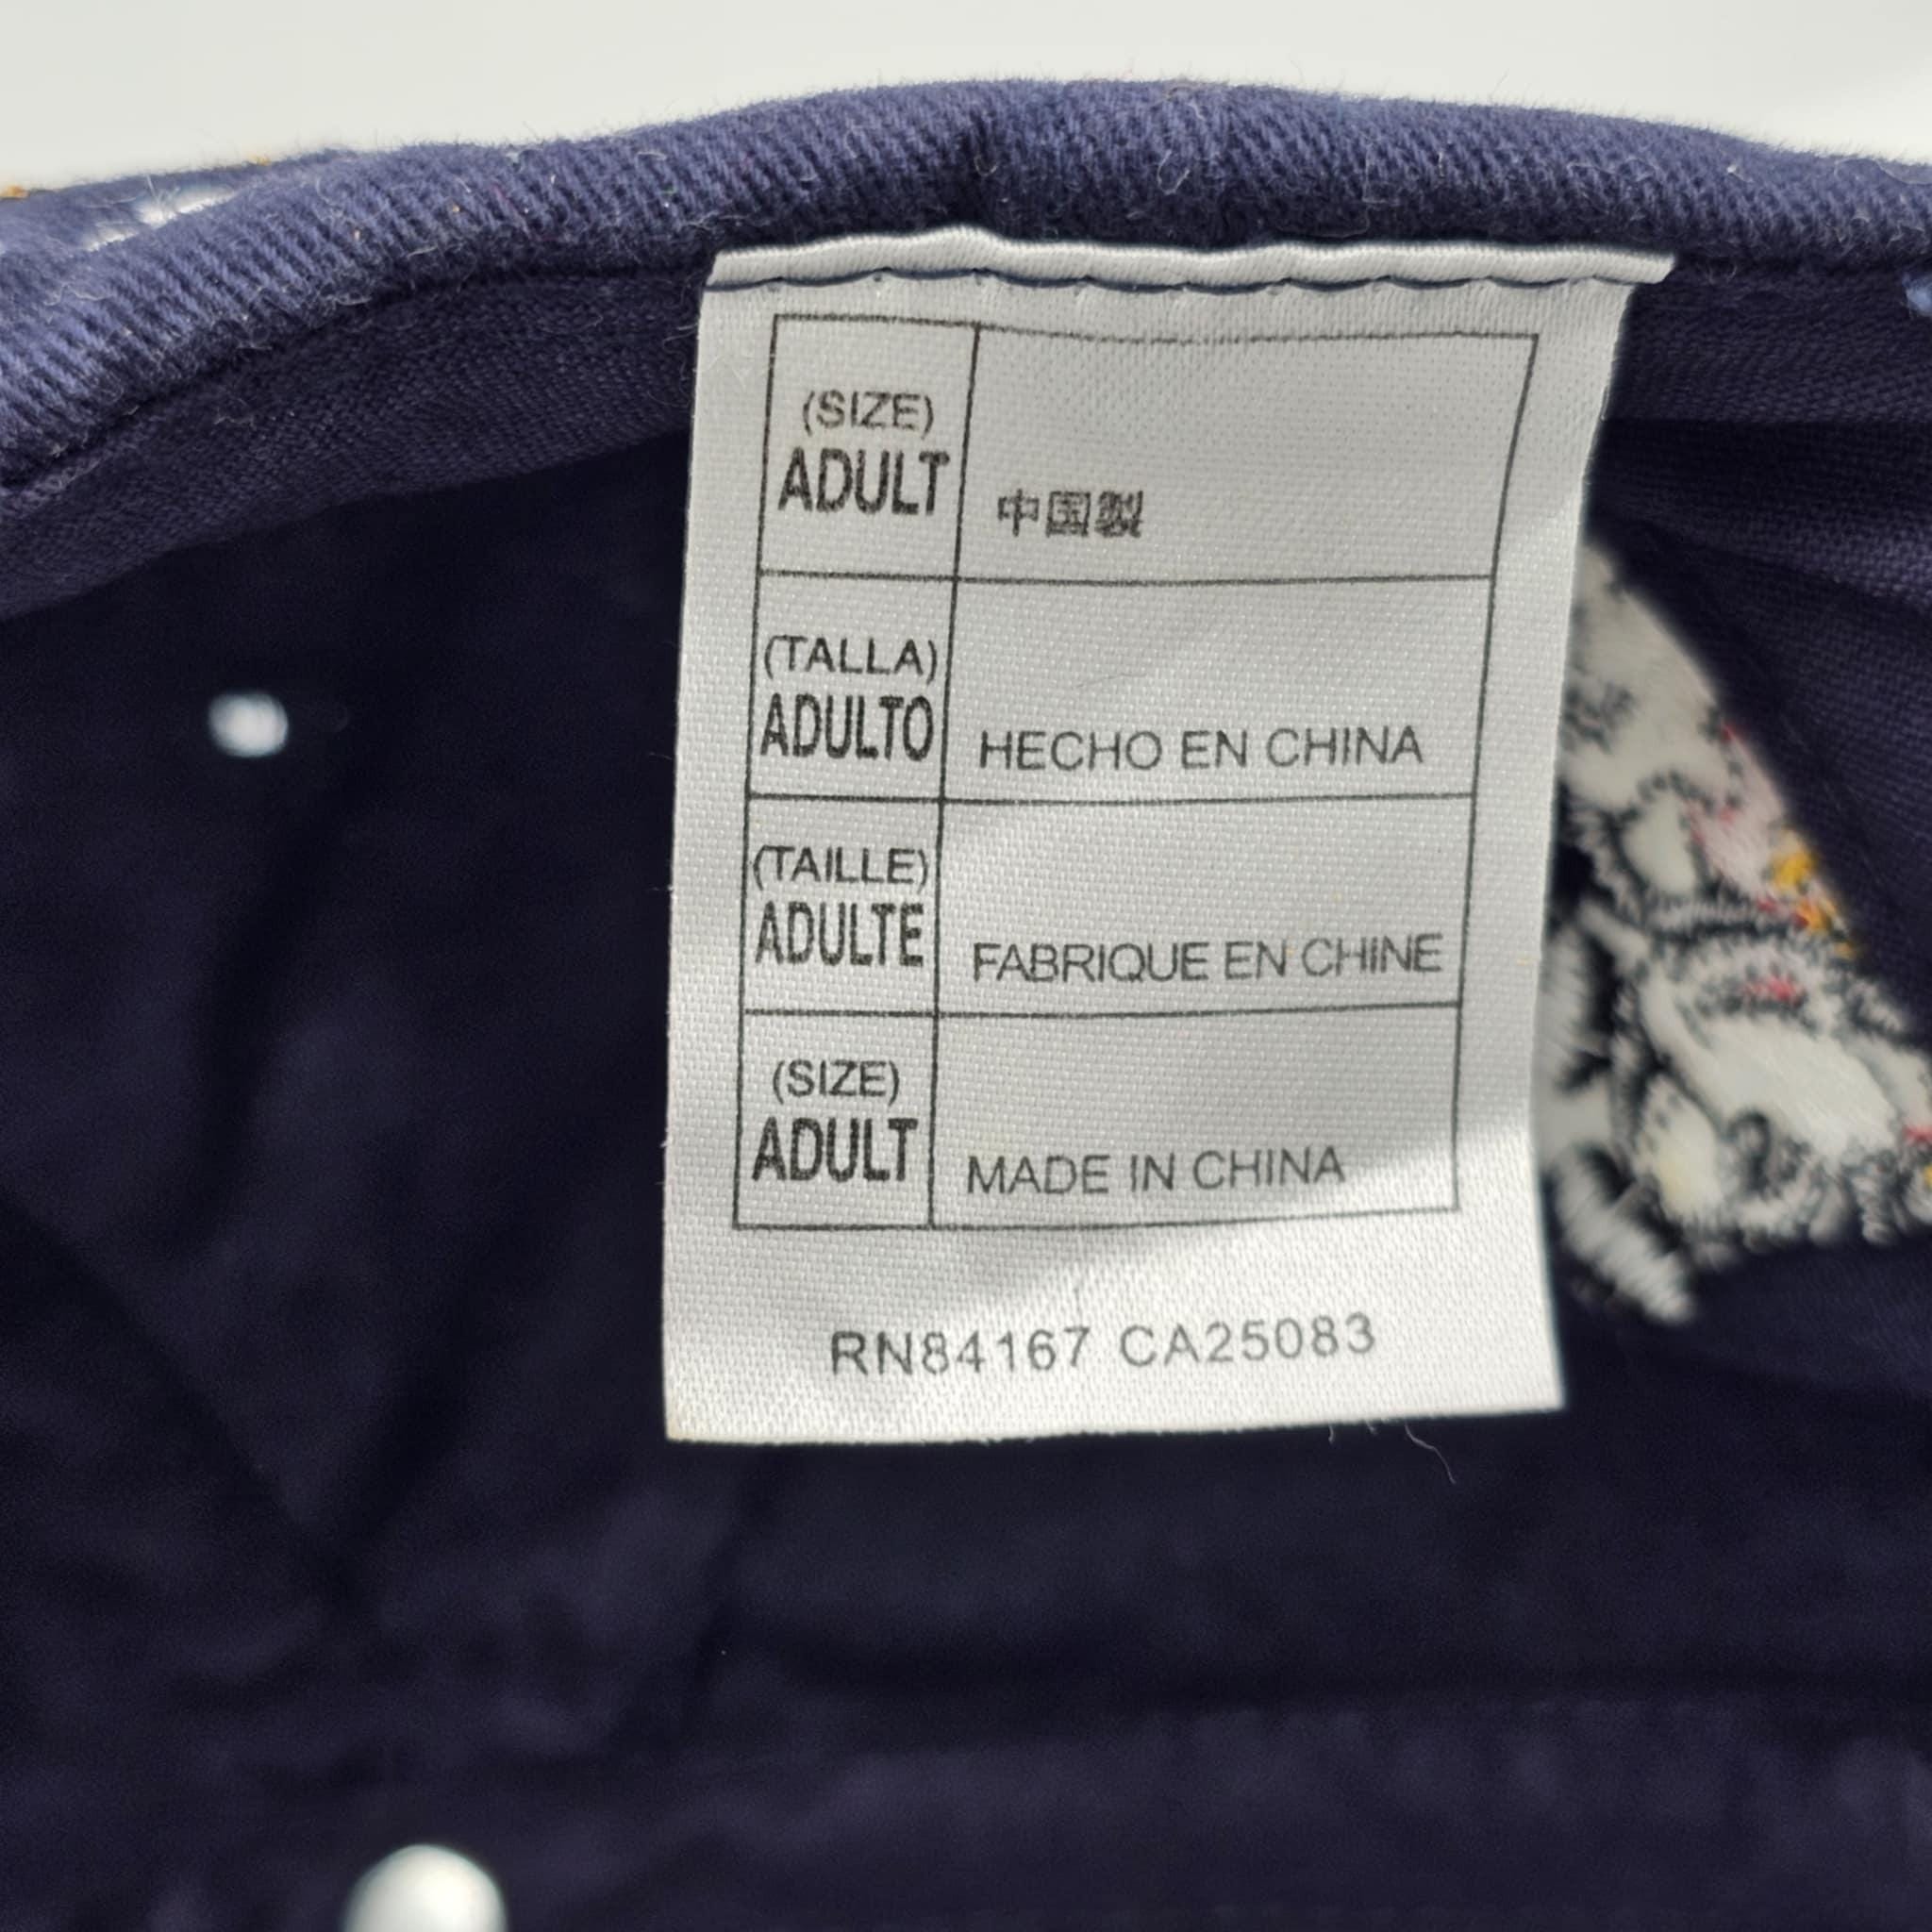 (SIZE)
ADULT
中国製
(TALLA)
ADULTO
HECHO EN CHINA
(TAILLE)
ADULTE
FABRIQUE EN CHINE
(SIZE)
ADULT
MADE IN CHINA
RN84167 CA25083